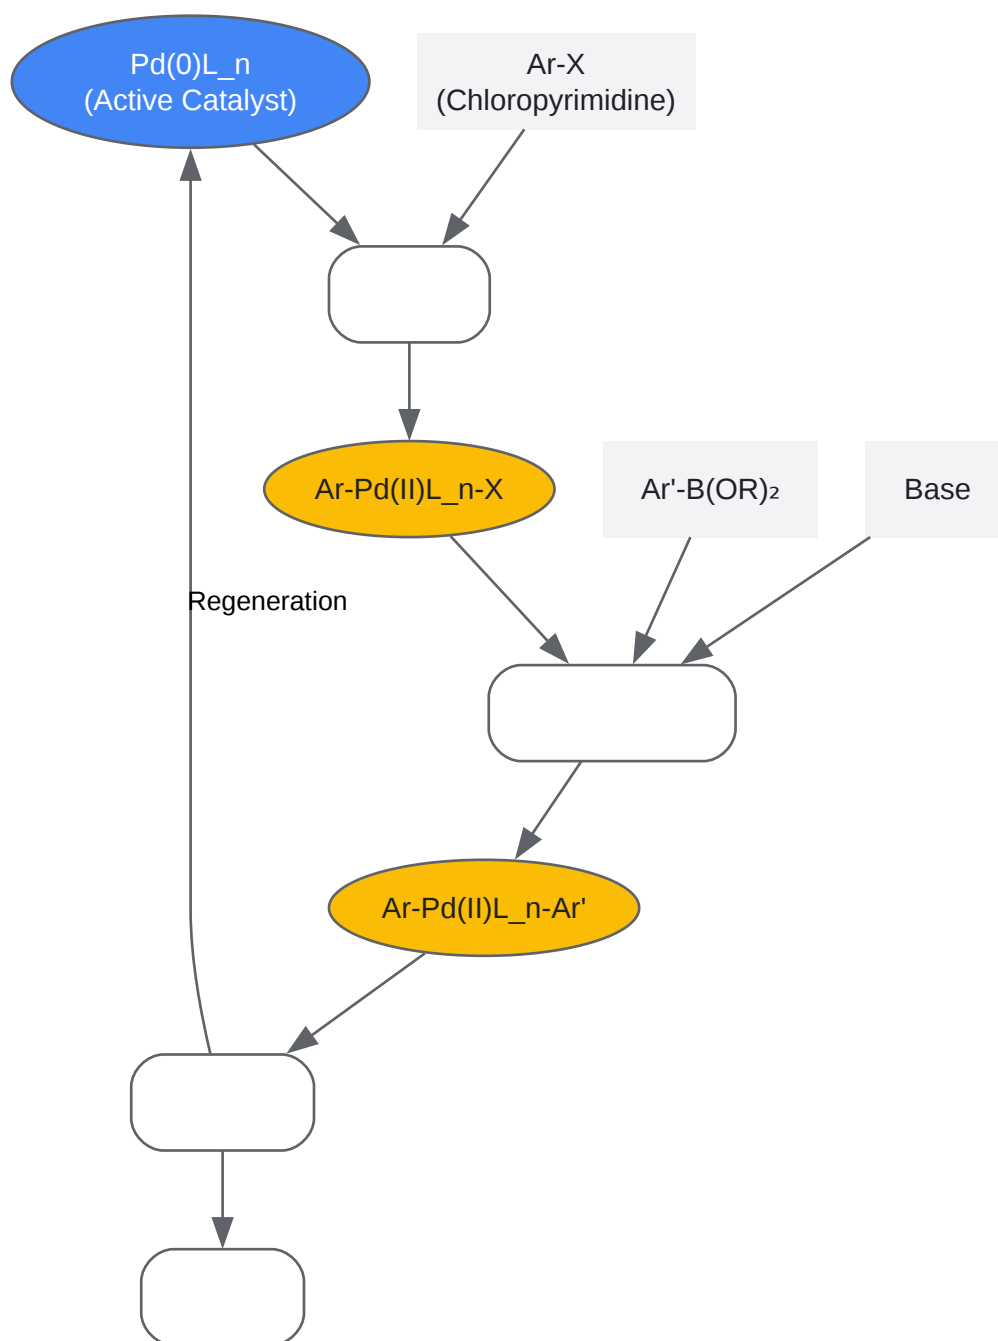 Pd(0)L_n
(Active Catalyst)
Ar-X
(Chloropyrimidine)
Ar-Pd(II)L_n-X
Ar'-B(OR)₂
Base
Regeneration
Ar-Pd(II)L_n-Ar'